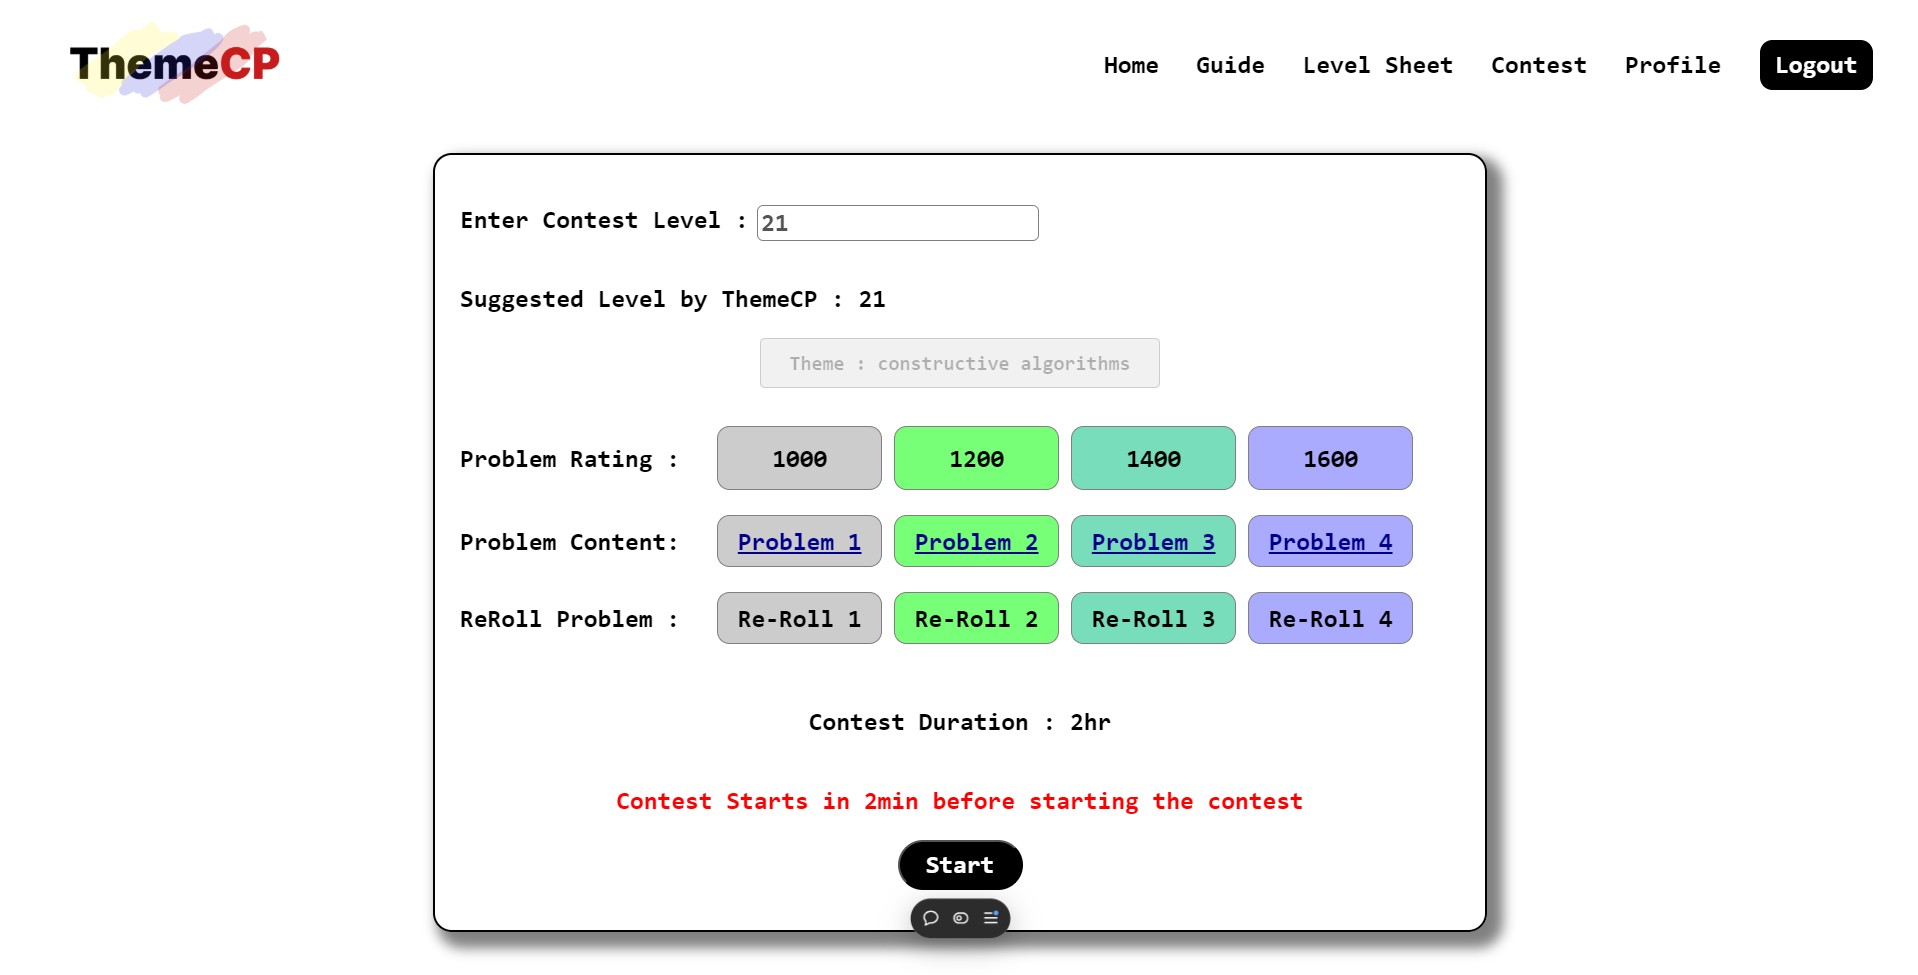 ThemeCP
Home Guide Level Sheet Contest Profile Logout
Enter Contest Level : 21
Suggested Level by ThemeCP : 21
Theme : constructive algorithms
Problem Rating : 1000 1200 1400 1600
Problem Content: Problem 1 Problem 2 Problem 3 Problem 4
ReRoll Problem : Re-Roll 1 Re-Roll 2 Re-Roll 3 Re-Roll 4
Contest Duration : 2hr
Contest Starts in 2min before starting the contest
Start